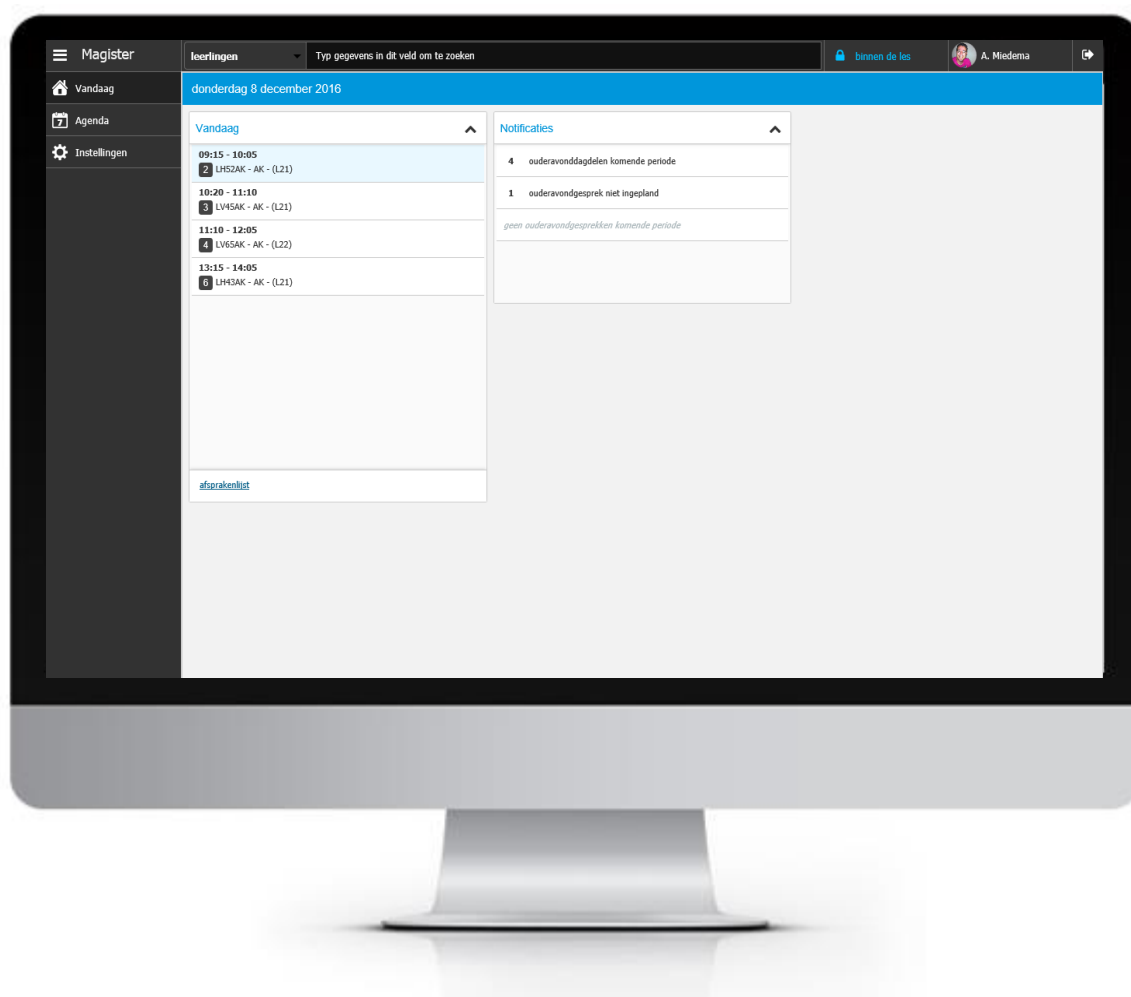 Magister
leerlingen
Typ gegevens in dit veld om te zoeken
binnen de les
A. Miedema
Vandaag
7 Agenda
Instellingen
donderdag 8 december 2016
Vandaag
09:15 - 10:05
2 LH52AK - AK - (L21)
10:20 - 11:10
3 LV45AK - AK - (L21)
11:10 - 12:05
4 LV65AK - AK - (L22)
13:15 - 14:05
6 LH43AK - AK - (L21)
afsprakenlijst
Notificaties
4 ouderavonddagdelen komende periode
1 ouderavondgesprek niet ingepland
geen ouderavondgesprekken komende periode